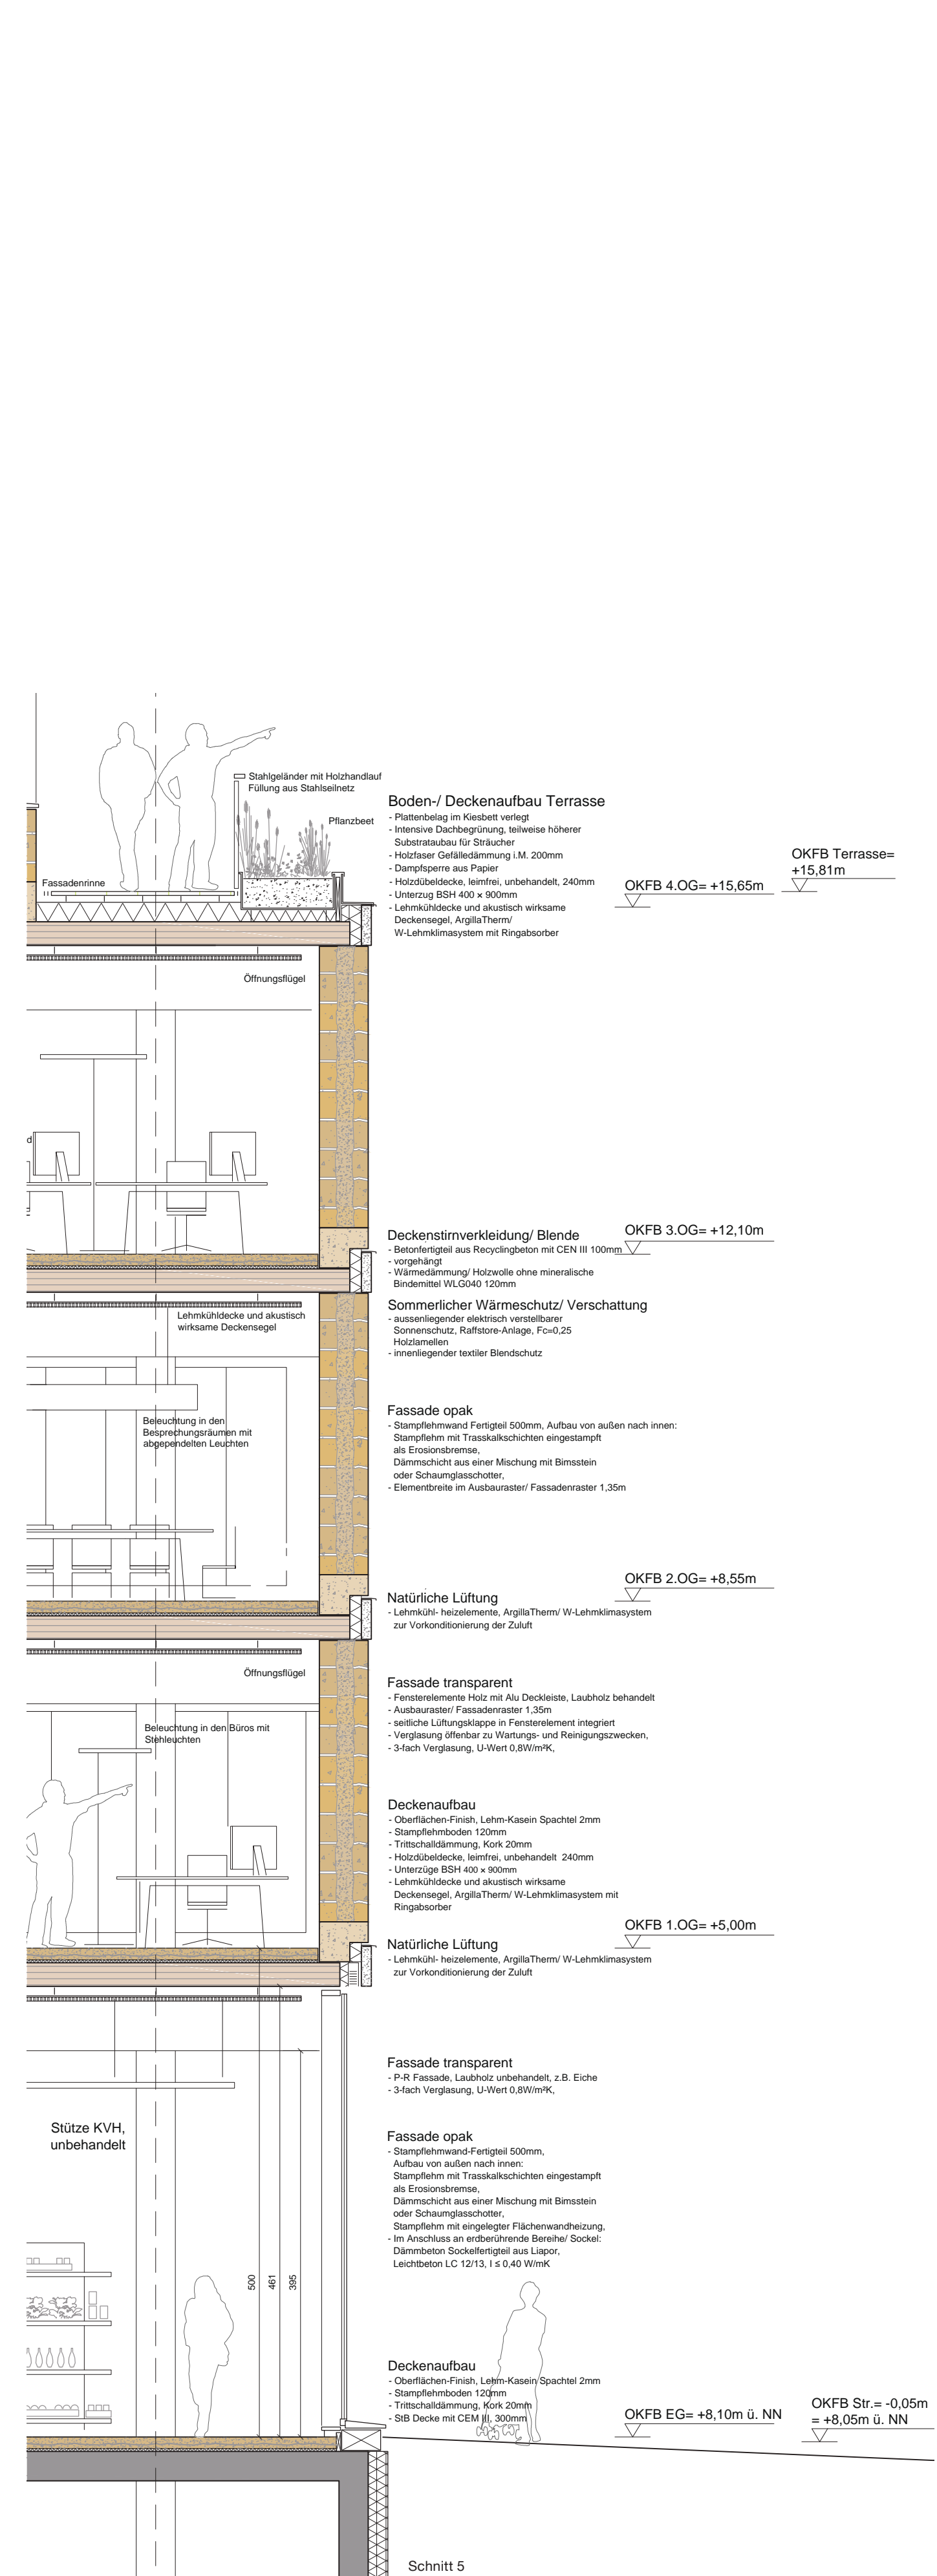 Stahlgeländer mit Holzhandlauf
Füllung aus Stahlseilnetz
Pflanzbeet
Fassadenrinne
Boden-/ Deckenaufbau Terrasse
- Plattenbelag im Kiesbett verlegt
- Intensive Dachbegrünung, teilweise höherer
Substrataubau für Sträucher
- Holzfaser Gefälledämmung i.M. 200mm
- Dampfsperre aus Papier
- Holzdübeldecke, leimfrei, unbehandelt, 240mm
- Unterzug BSH 400 x 900mm
- Lehmkühldecke und akustisch wirksame
Deckensegel, ArgillaTherm/
W-Lehmklimasystem mit Ringabsorber
OKFB Terrasse=
+15,81m
OKFB 4.OG= +15,65m
Öffnungsflügel
d
Deckenstirnverkleidung/ Blende
- Betonfertigteil aus Recyclingbeton mit CEN III 100mm
- vorgehängt
- Wärmedämmung/ Holzwolle ohne mineralische
Bindemittel WLG040 120mm
OKFB 3.OG= +12,10m
Sommerlicher Wärmeschutz/ Verschattung
- aussenliegender elektrisch verstellbarer
Sonnenschutz, Raffstore-Anlage, Fc=0,25
Holzlamellen
- innenliegender textiler Blendschutz
Lehmkühldecke und akustisch
wirksame Deckensegel
Beleuchtung in den
Besprechungsräumen mit
abgependelten Leuchten
Fassade opak
- Stampflehmwand Fertigteil 500mm, Aufbau von außen nach innen:
Stampflehm mit Trasskalkschichten eingestampft
als Erosionsbremse,
Dämmschicht aus einer Mischung mit Bimsstein
oder Schaumglasschotter,
- Elementbreite im Ausbauraster/ Fassadenraster 1,35m
OKFB 2.OG= +8,55m
Natürliche Lüftung
- Lehmkühl- heizelemente, ArgillaTherm/ W-Lehmklimasystem
zur Vorkonditionierung der Zuluft
Öffnungsflügel
Beleuchtung in den Büros mit
Stehleuchten
Fassade transparent
- Fensterelemente Holz mit Alu Deckleiste, Laubholz behandelt
- Ausbauraster/ Fassadenraster 1,35m
- seitliche Lüftungsklappe in Fensterelement integriert
- Verglasung öffenbar zu Wartungs- und Reinigungszwecken,
- 3-fach Verglasung, U-Wert 0,8W/m²K,
Deckenaufbau
- Oberflächen-Finish, Lehm-Kasein Spachtel 2mm
- Stampflehmboden 120mm
- Trittschalldämmung, Kork 20mm
- Holzdübeldecke, leimfrei, unbehandelt 240mm
- Unterzüge BSH 400 x 900mm
- Lehmkühldecke und akustisch wirksame
Deckensegel, ArgillaTherm/ W-Lehmklimasystem mit
Ringabsorber
OKFB 1.OG= +5,00m
Natürliche Lüftung
- Lehmkühl- heizelemente, ArgillaTherm/ W-Lehmklimasystem
zur Vorkonditionierung der Zuluft
Fassade transparent
- P-R Fassade, Laubholz unbehandelt, z.B. Eiche
- 3-fach Verglasung, U-Wert 0,8W/m²K,
Stütze KVH,
unbehandelt
Fassade opak
- Stampflehmwand-Fertigteil 500mm,
Aufbau von außen nach innen:
Stampflehm mit Trasskalkschichten eingestampft
als Erosionsbremse,
Dämmschicht aus einer Mischung mit Bimsstein
oder Schaumglasschotter,
Stampflehm mit eingelegter Flächenwandheizung,
- Im Anschluss an erdberührende Bereihe/ Sockel:
Dämmbeton Sockelfertigteil aus Liapor,
Leichtbeton LC 12/13, l ≤ 0,40 W/mK
500
461
395
Deckenaufbau
- Oberflächen-Finish, Lehm-Kasein Spachtel 2mm
- Stampflehmboden 120mm
- Trittschalldämmung, Kork 20mm
- StB Decke mit CEM III, 300mm
OKFB EG= +8,10m ü. NN
OKFB Str.= -0,05m
= +8,05m ü. NN
Schnitt 5